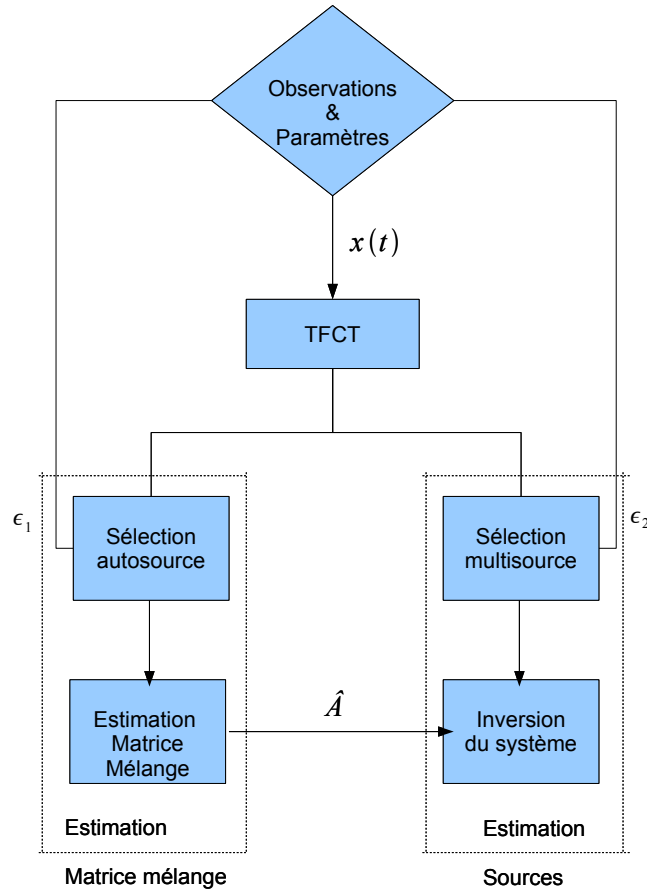 Observations
&
Paramètres
x(t)
TFCT
ϵ₁
Sélection
autosource
Sélection
multisource
ϵ₂
Estimation
Matrice
Mélange
Â
Inversion
du système
Estimation
Estimation
Matrice mélange
Sources